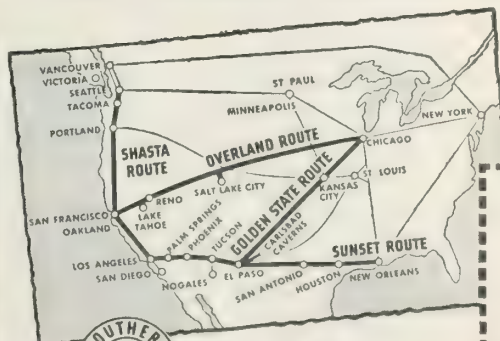 VANCOUVER
VICTORIA
SEATTLE
TACOMA
PORTLAND
ST PAUL
MINNEAPOLIS
NEW YORK
CHICAGO
SHASTA
ROUTE
OVERLAND ROUTE
GOLDEN STATE ROUTE
SALT LAKE CITY
KANSAS
CITY
ST LOUIS
RENO
LAKE
TAHOE
SAN FRANCISCO
OAKLAND
PALM SPRINGS
PHOENIX
TUCSON
CARLSBAD
CAVERNS
SUNSET ROUTE
LOS ANGELES
SAN DIEGO
NOGALES
EL PASO
SAN ANTONIO
HOUSTON
NEW ORLEANS
OUTHER